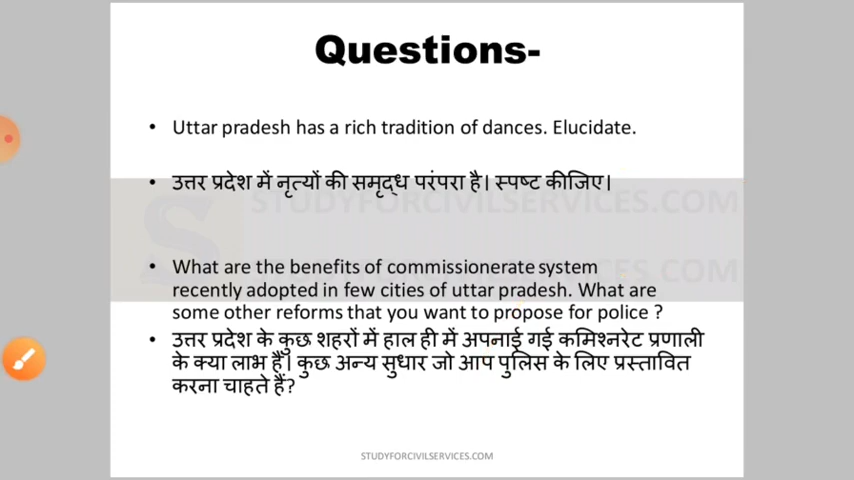 Questions-
• Uttar pradesh has a rich tradition of dances. Elucidate.
• उत्तर प्रदेश में नृत्यों की समृद्ध परंपरा है। स्पष्ट कीजिए।
STUDYFORCIVILSERVICES.COM
• What are the benefits of commissionerate system
recently adopted in few cities of uttar pradesh. What are
some other reforms that you want to propose for police ?
• उत्तर प्रदेश के कुछ शहरों में हाल ही में अपनाई गई कमिश्नरेट प्रणाली
के क्या लाभ हैं। कुछ अन्य सुधार जो आप पुलिस के लिए प्रस्तावित
करना चाहते हैं?
STUDYFORCIVILSERVICES.COM